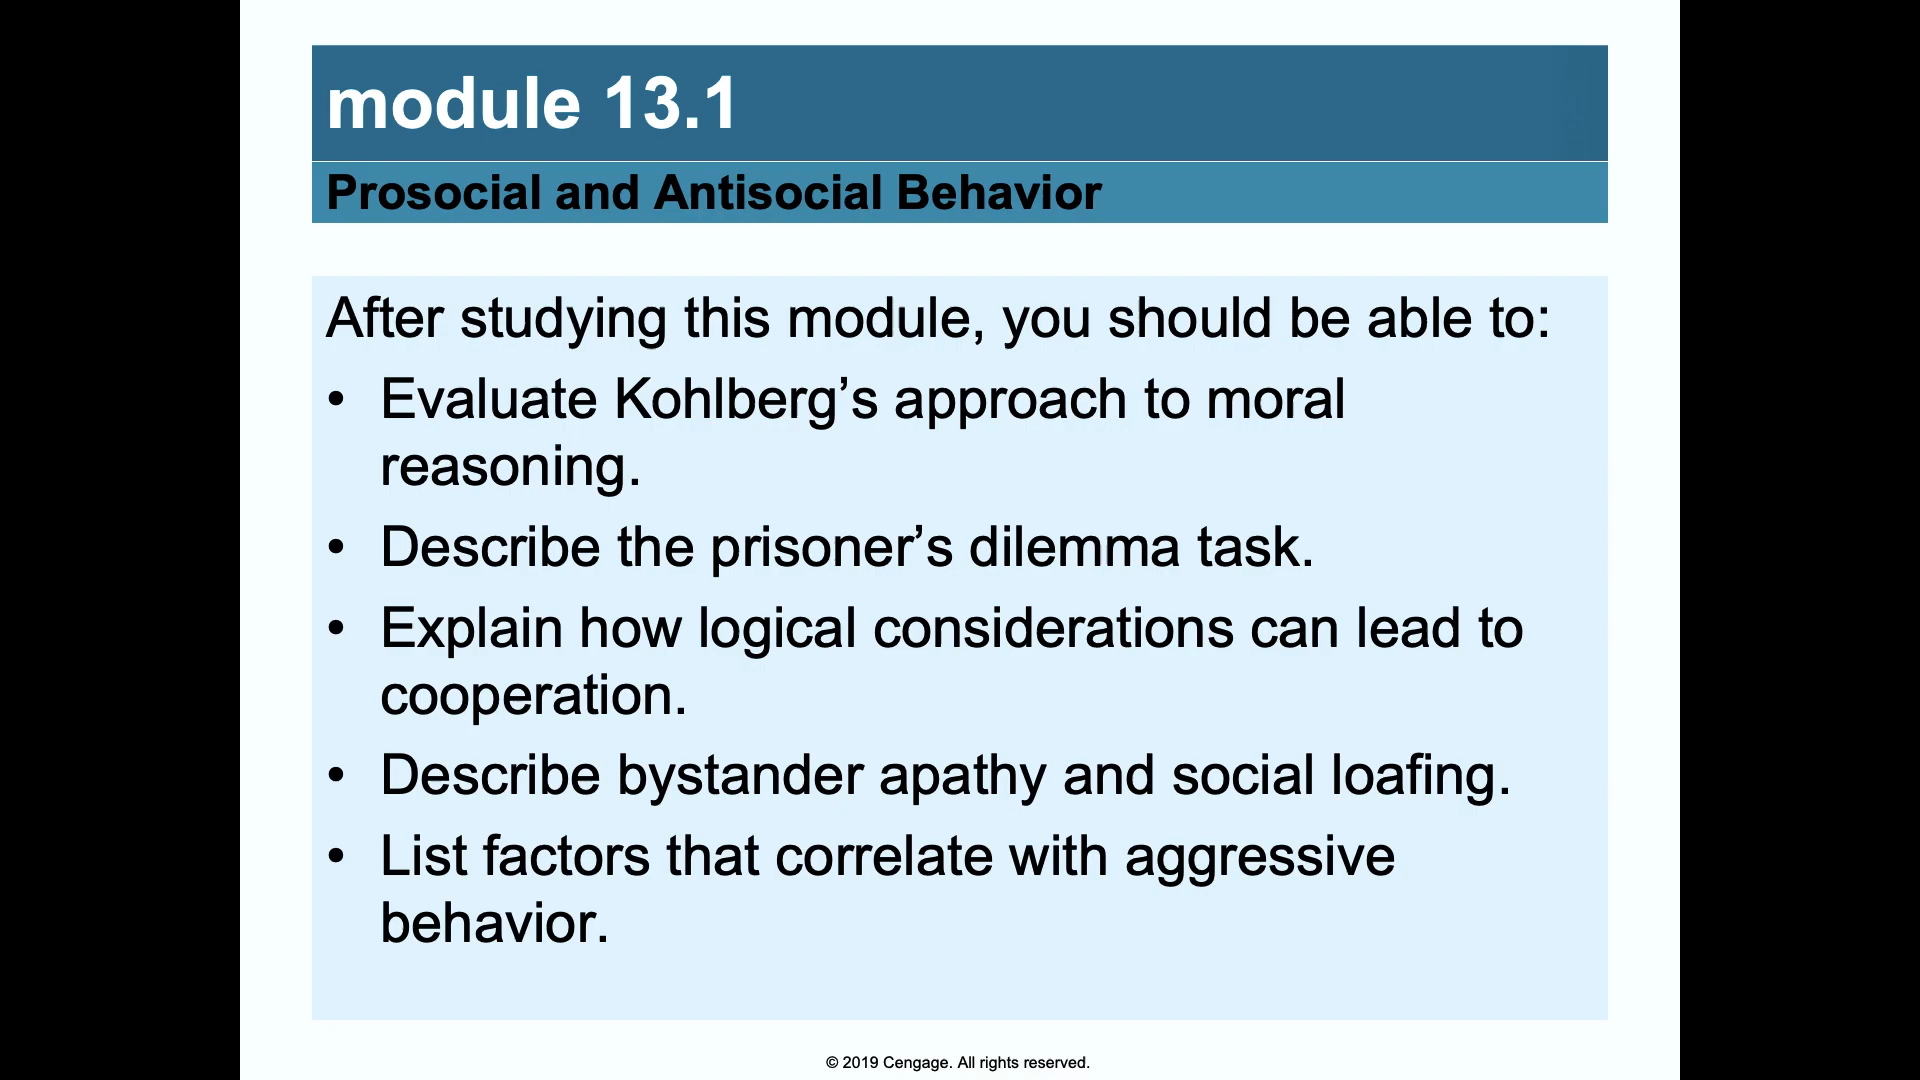 module 13.1
Prosocial and Antisocial Behavior
After studying this module, you should be able to:
• Evaluate Kohlberg’s approach to moral
reasoning.
• Describe the prisoner’s dilemma task.
• Explain how logical considerations can lead to
cooperation.
• Describe bystander apathy and social loafing.
• List factors that correlate with aggressive
behavior.
© 2019 Cengage. All rights reserved.